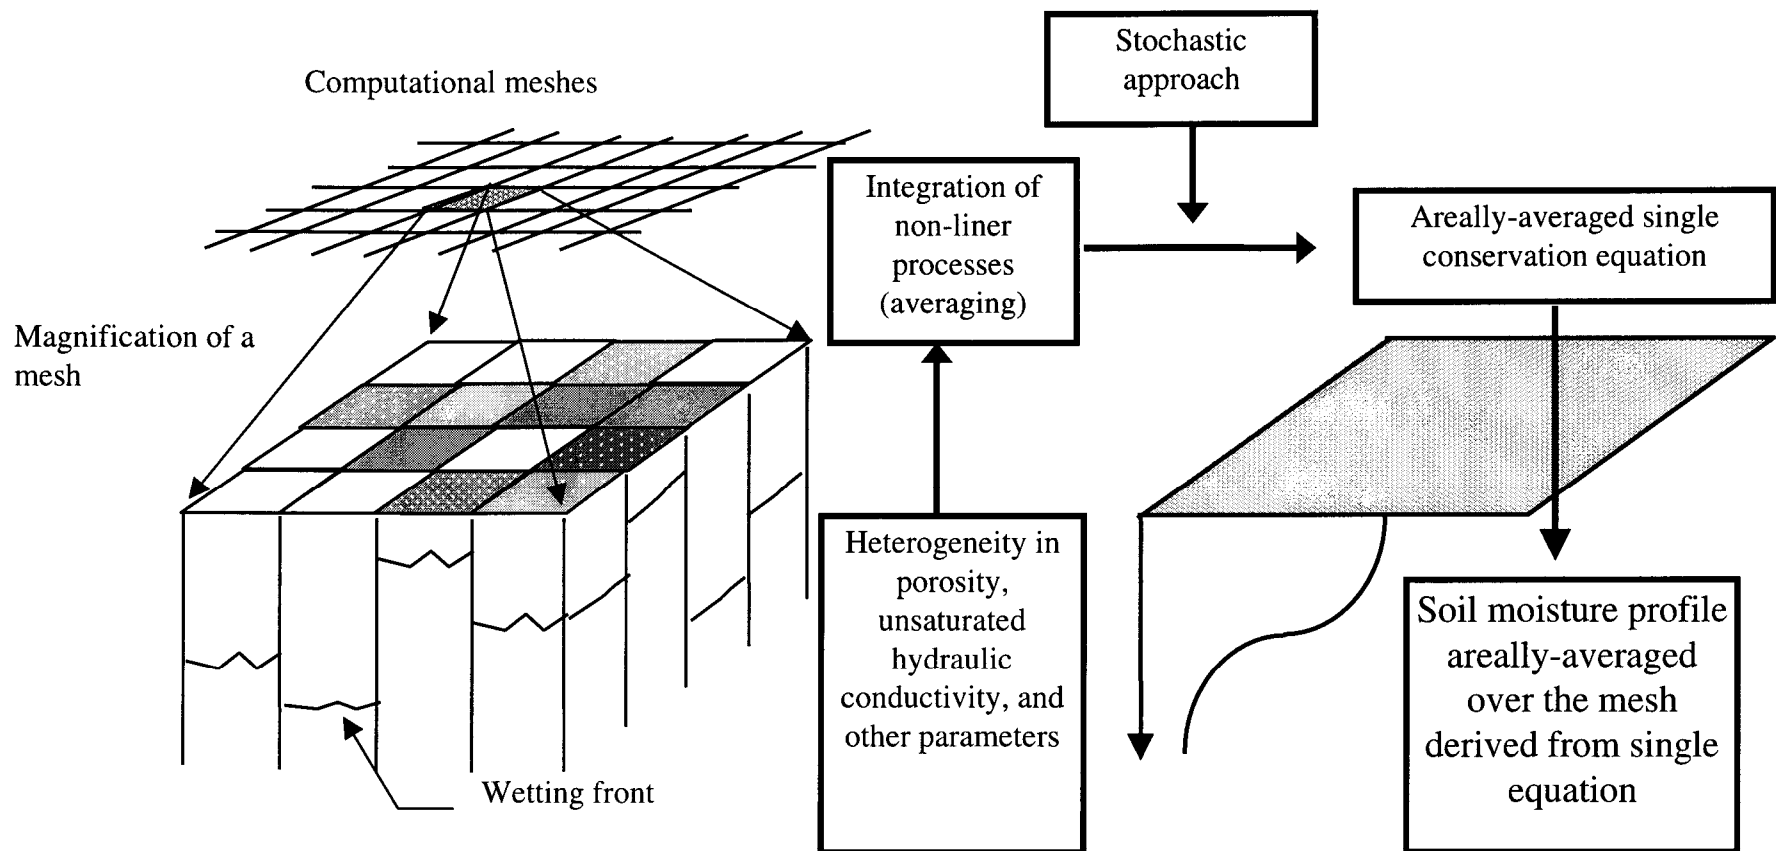 Computational meshes
Magnification of a
mesh
Wetting front
Stochastic
approach
Integration of
non-liner
processes
(averaging)
Heterogeneity in
porosity,
unsaturated
hydraulic
conductivity, and
other parameters
Areally-averaged single
conservation equation
Soil moisture profile
areally-averaged
over the mesh
derived from single
equation